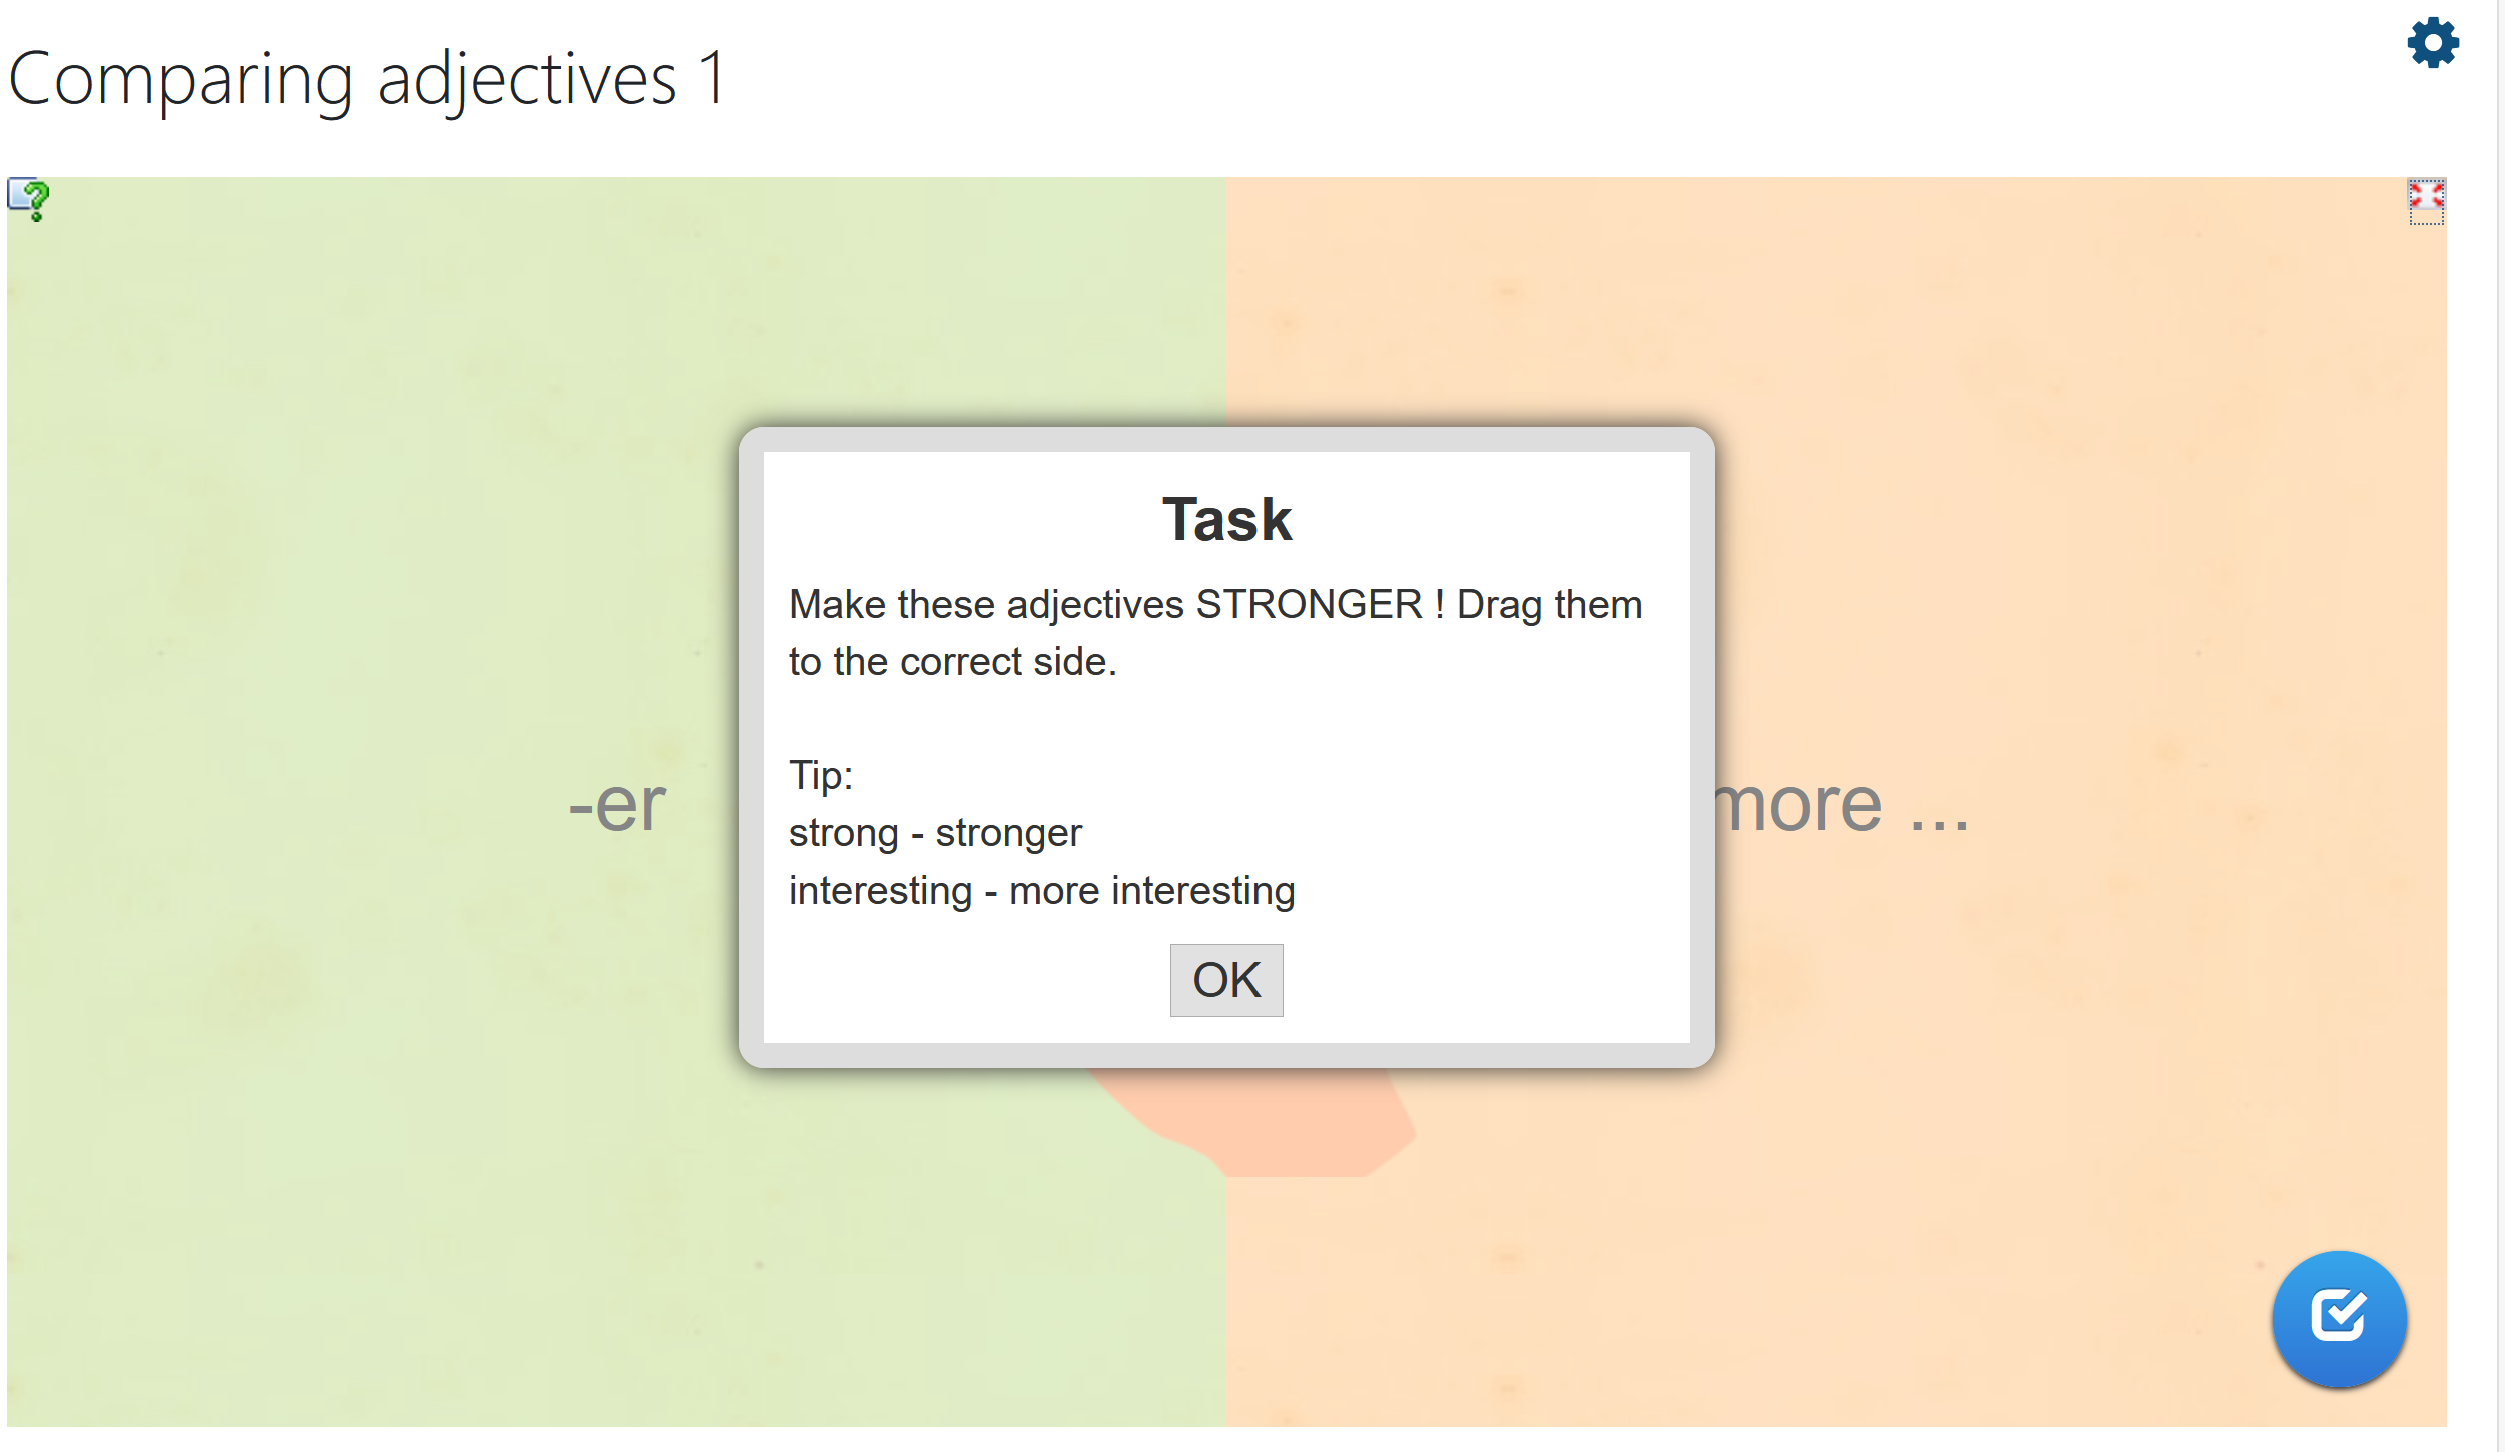 Comparing adjectives 1
Task
Make these adjectives STRONGER ! Drag them
to the correct side.
Tip:
strong - stronger
interesting - more interesting
OK
-er
more ...